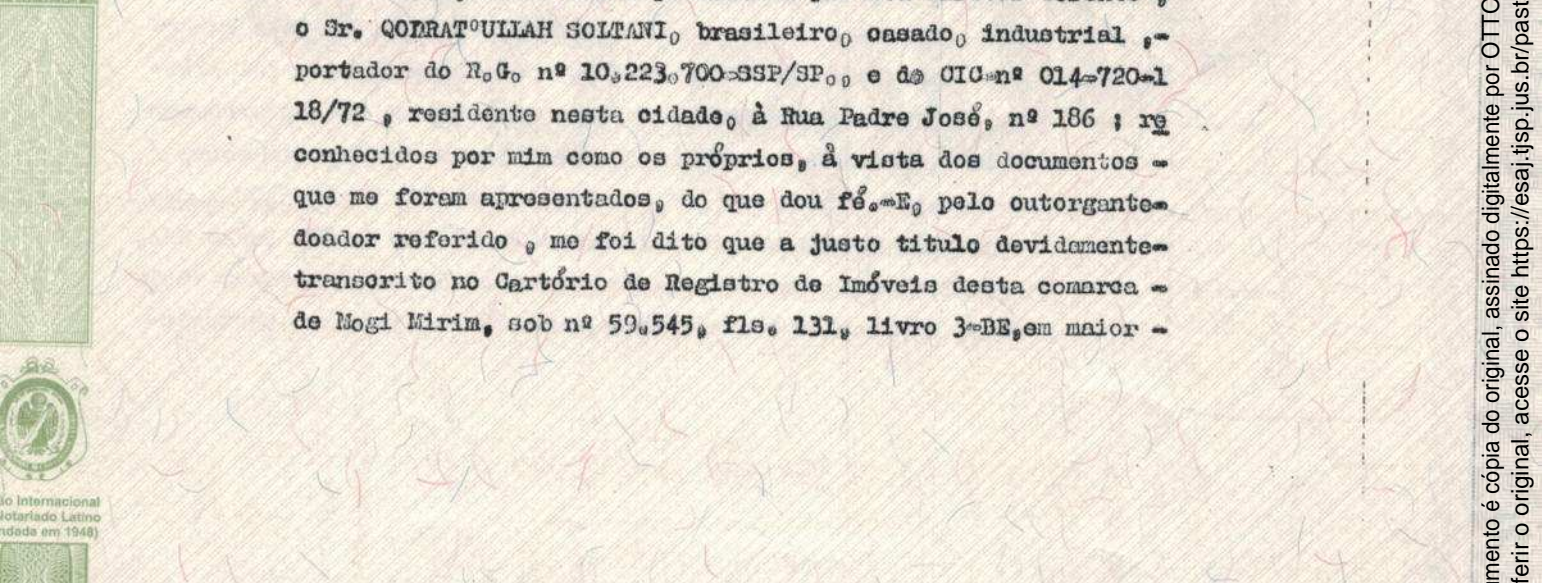 o Sr. QODRAT°ULLAH SOLTANI, brasileiro, casado, industrial ,-
portador do R.G. nº 10.223.700-SSP/SP., e do CIC-nº 014-720-1
18/72 , residente nesta cidade, à Rua Padre José, nº 186 ; re
conhecidos por mim como os próprios, à vista dos documentos -
que me foram apresentados, do que dou fé.-E, pelo outorgante-
doador referido , me foi dito que a justo titulo devidamente-
transcrito no Cartório de Registro de Imóveis desta comarca -
de Mogi Mirim, sob nº 59.545, fls. 131, livro 3-BE,em maior -
Internacional
Notariado Latino
ndada em 1948)
umento é cópia do original, assinado digitalmente por OTTO
ferir o original, acesse o site https://esaj.tjsp.jus.br/past